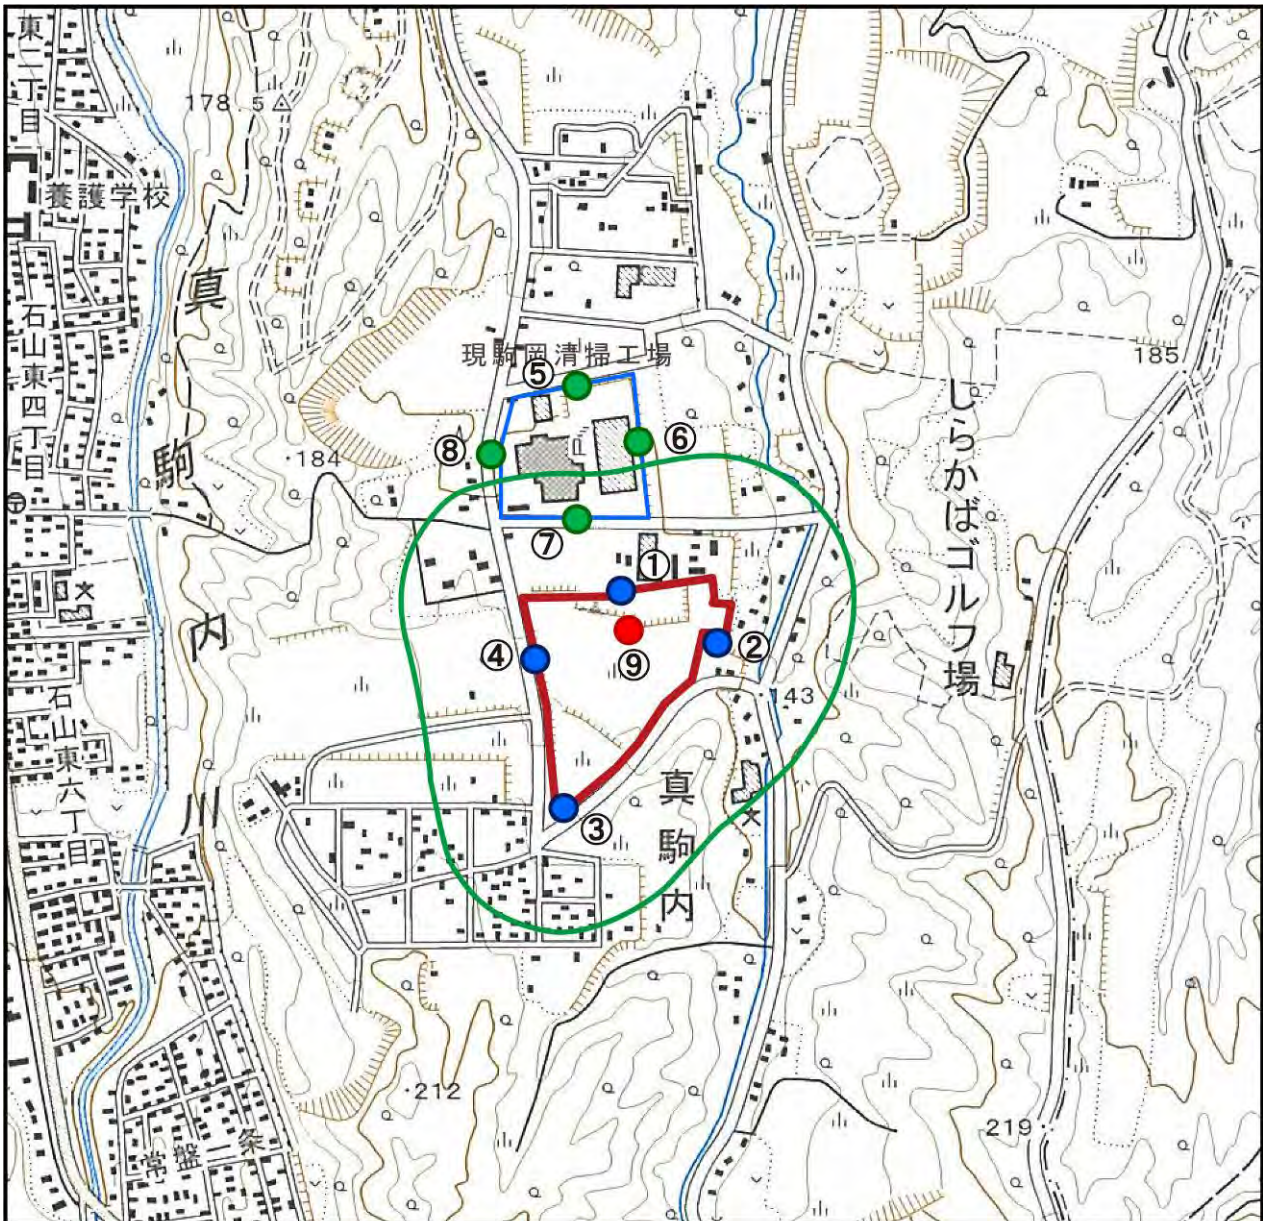 東二丁目
178.5
養護学校
真駒内川
石山東四丁目
現駒岡清掃工場
⑤
⑥
⑧
⑦
185
・184
しらかばゴルフ場
①
②
④
⑨
③
43
石山東六丁目
真駒内
・212
219
常盤一条